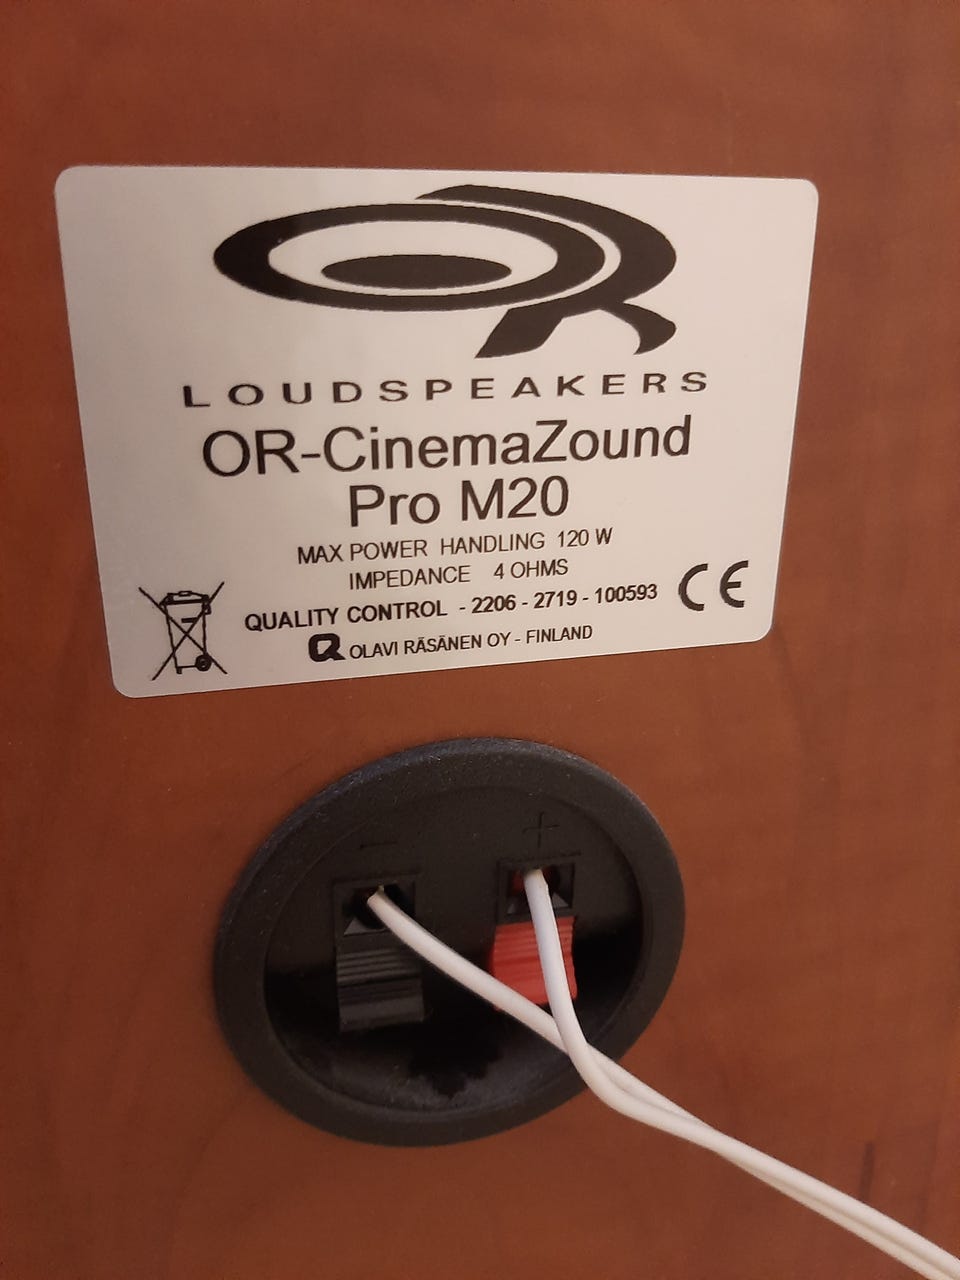 OR
LOUDSPEAKERS
OR-CinemaZound
Pro M20
MAX POWER HANDLING 120 W
IMPEDANCE 4 OHMS
QUALITY CONTROL - 2206 - 2719 - 100593
CE
OLAVI RÄSÄNEN OY - FINLAND
- +